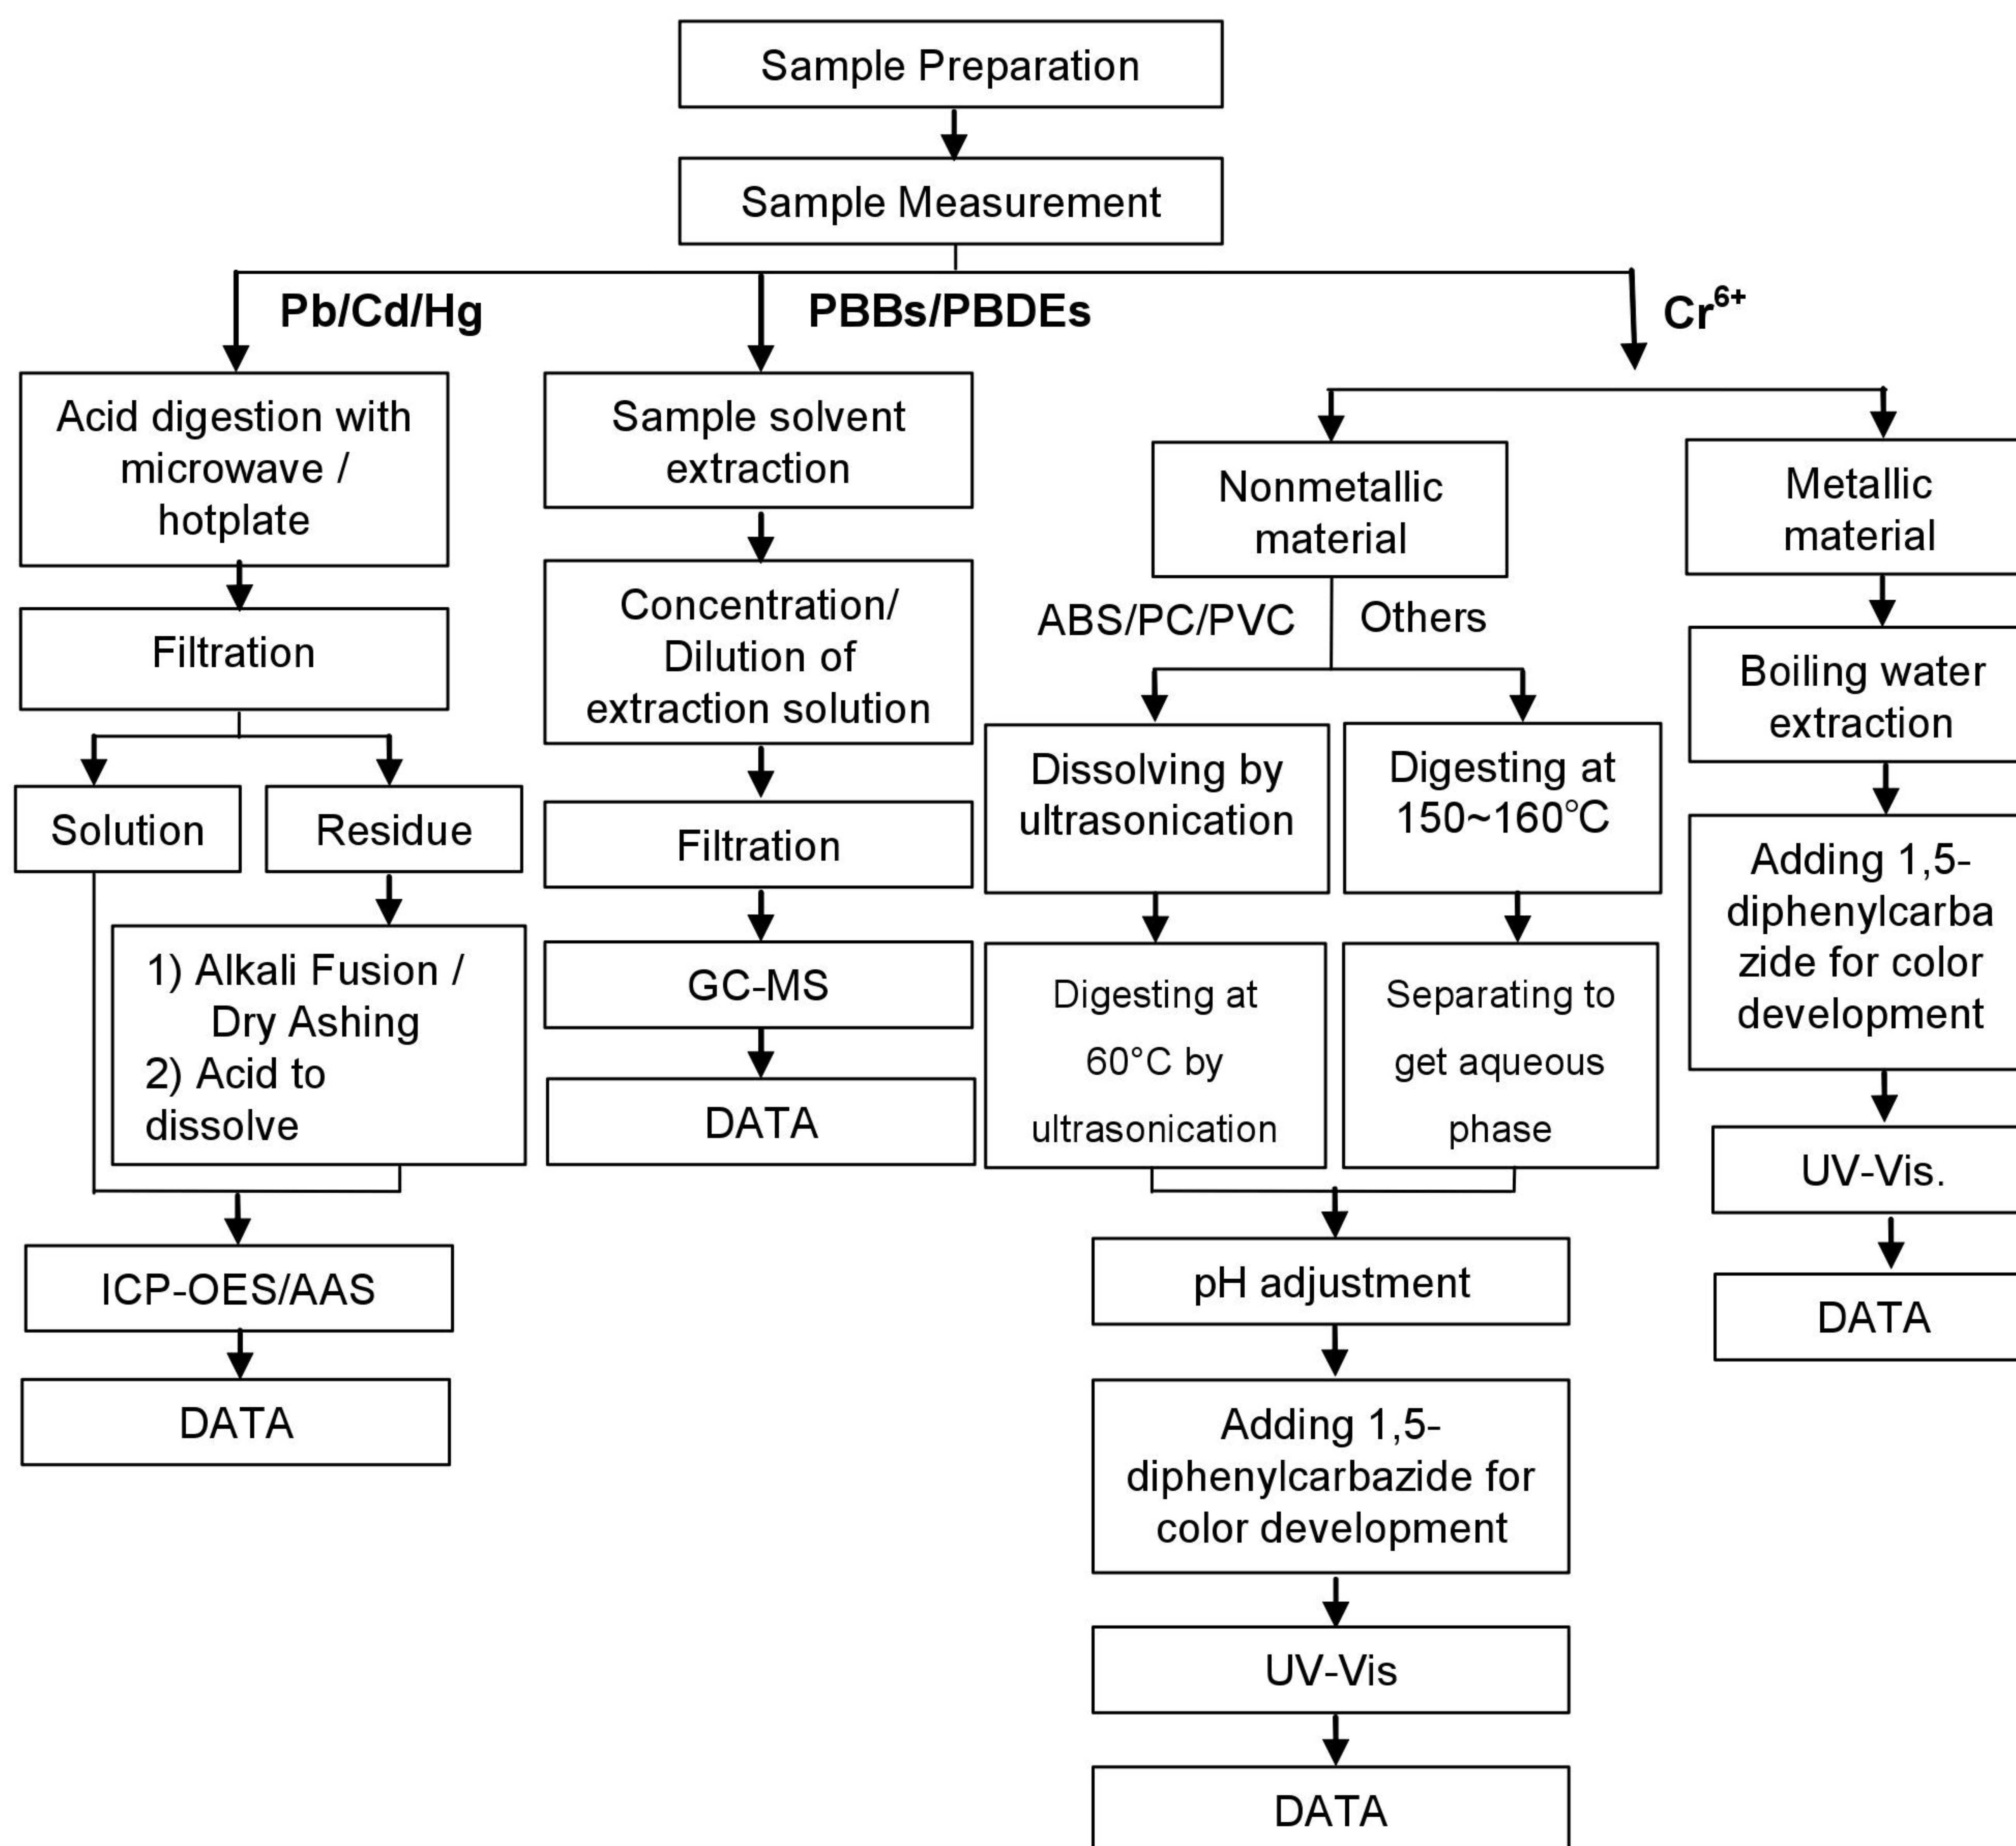 Sample Preparation
Sample Measurement
Pb/Cd/Hg
PBBs/PBDEs
Cr⁶⁺
Acid digestion with
microwave /
hotplate
Filtration
Solution
Residue
1) Alkali Fusion /
Dry Ashing
2) Acid to
dissolve
ICP-OES/AAS
DATA
Sample solvent
extraction
Concentration/
Dilution of
extraction solution
Filtration
GC-MS
DATA
Nonmetallic
material
ABS/PC/PVC
Others
Dissolving by
ultrasonication
Digesting at
60°C by
ultrasonication
Digesting at
150~160℃
Separating to
get aqueous
phase
pH adjustment
Adding 1,5-
diphenylcarbazide for
color development
UV-Vis
DATA
Metallic
material
Boiling water
extraction
Adding 1,5-
diphenylcarba
zide for color
development
UV-Vis.
DATA